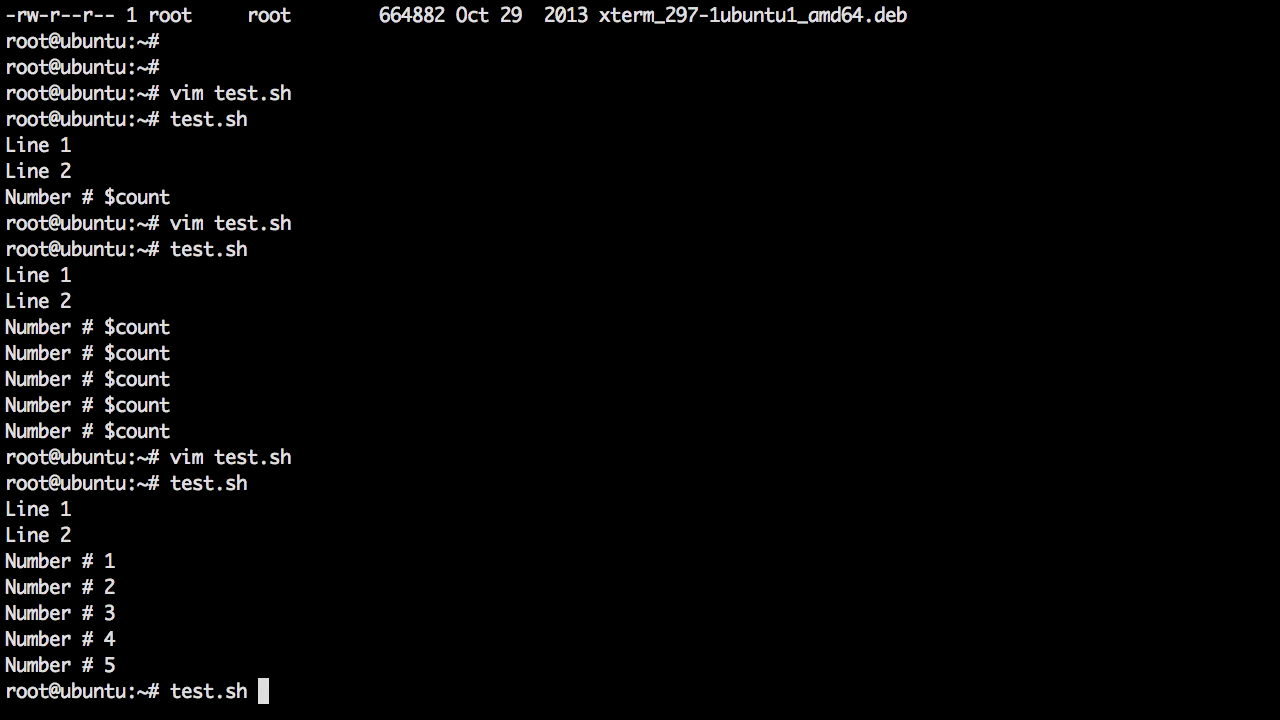 -rw-r--r-- 1 root     root        664882 Oct 29  2013 xterm_297-1ubuntu1_amd64.deb
root@ubuntu:~#
root@ubuntu:~#
root@ubuntu:~# vim test.sh
root@ubuntu:~# test.sh
Line 1
Line 2
Number # $count
root@ubuntu:~# vim test.sh
root@ubuntu:~# test.sh
Line 1
Line 2
Number # $count
Number # $count
Number # $count
Number # $count
Number # $count
root@ubuntu:~# vim test.sh
root@ubuntu:~# test.sh
Line 1
Line 2
Number # 1
Number # 2
Number # 3
Number # 4
Number # 5
root@ubuntu:~# test.sh